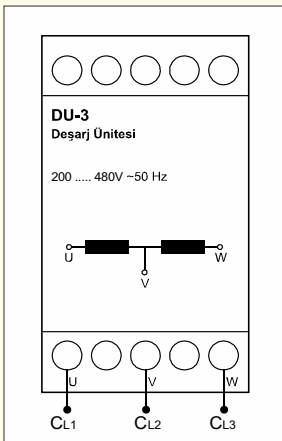 DU-3
Deşarj Ünitesi
200 ..... 480V ~50 Hz
U W
V
U V W
CL1 CL2 CL3